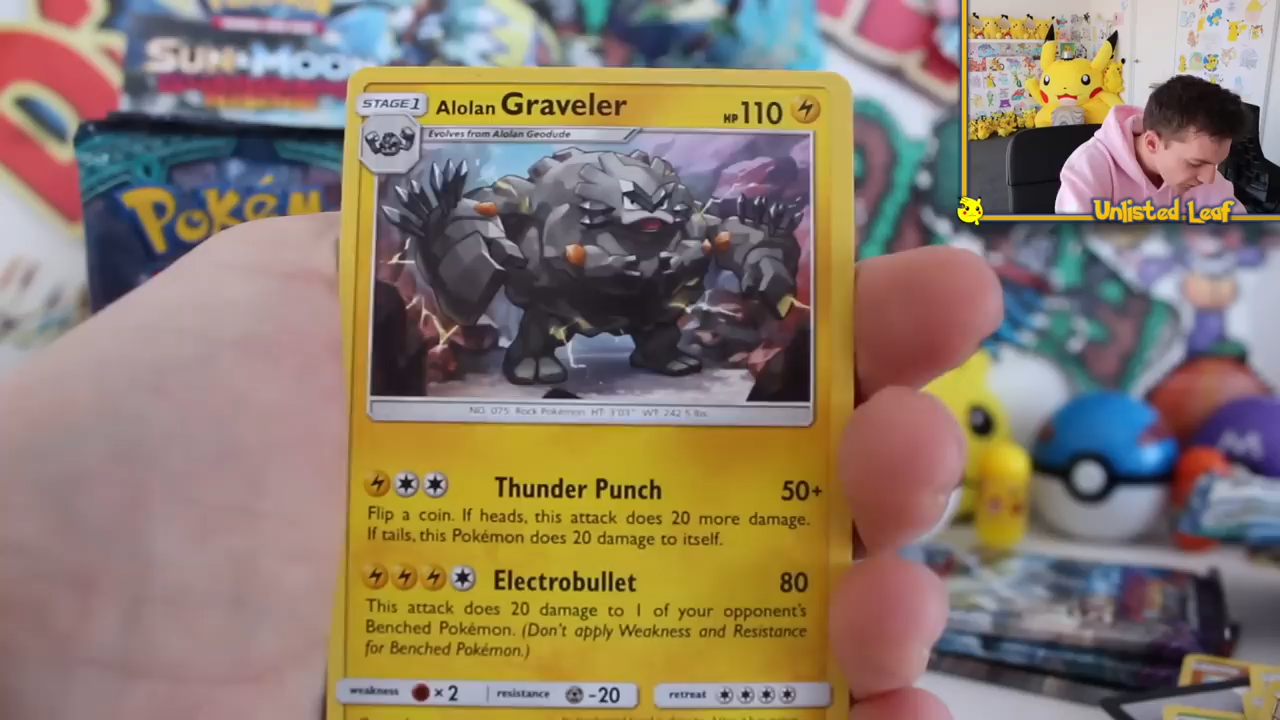 SUN & MOON
POKéM
STAGE 1 Alolan Graveler HP 110
Evolves from Alolan Geodude
NO. 075 Rock Pokémon HT: 3'03" WT: 242.5 lbs.
Thunder Punch 50+
Flip a coin. If heads, this attack does 20 more damage.
If tails, this Pokémon does 20 damage to itself.
Electrobullet 80
This attack does 20 damage to 1 of your opponent's
Benched Pokémon. (Don't apply Weakness and Resistance
for Benched Pokémon.)
weakness × 2 resistance -20 retreat
Unlisted Leaf